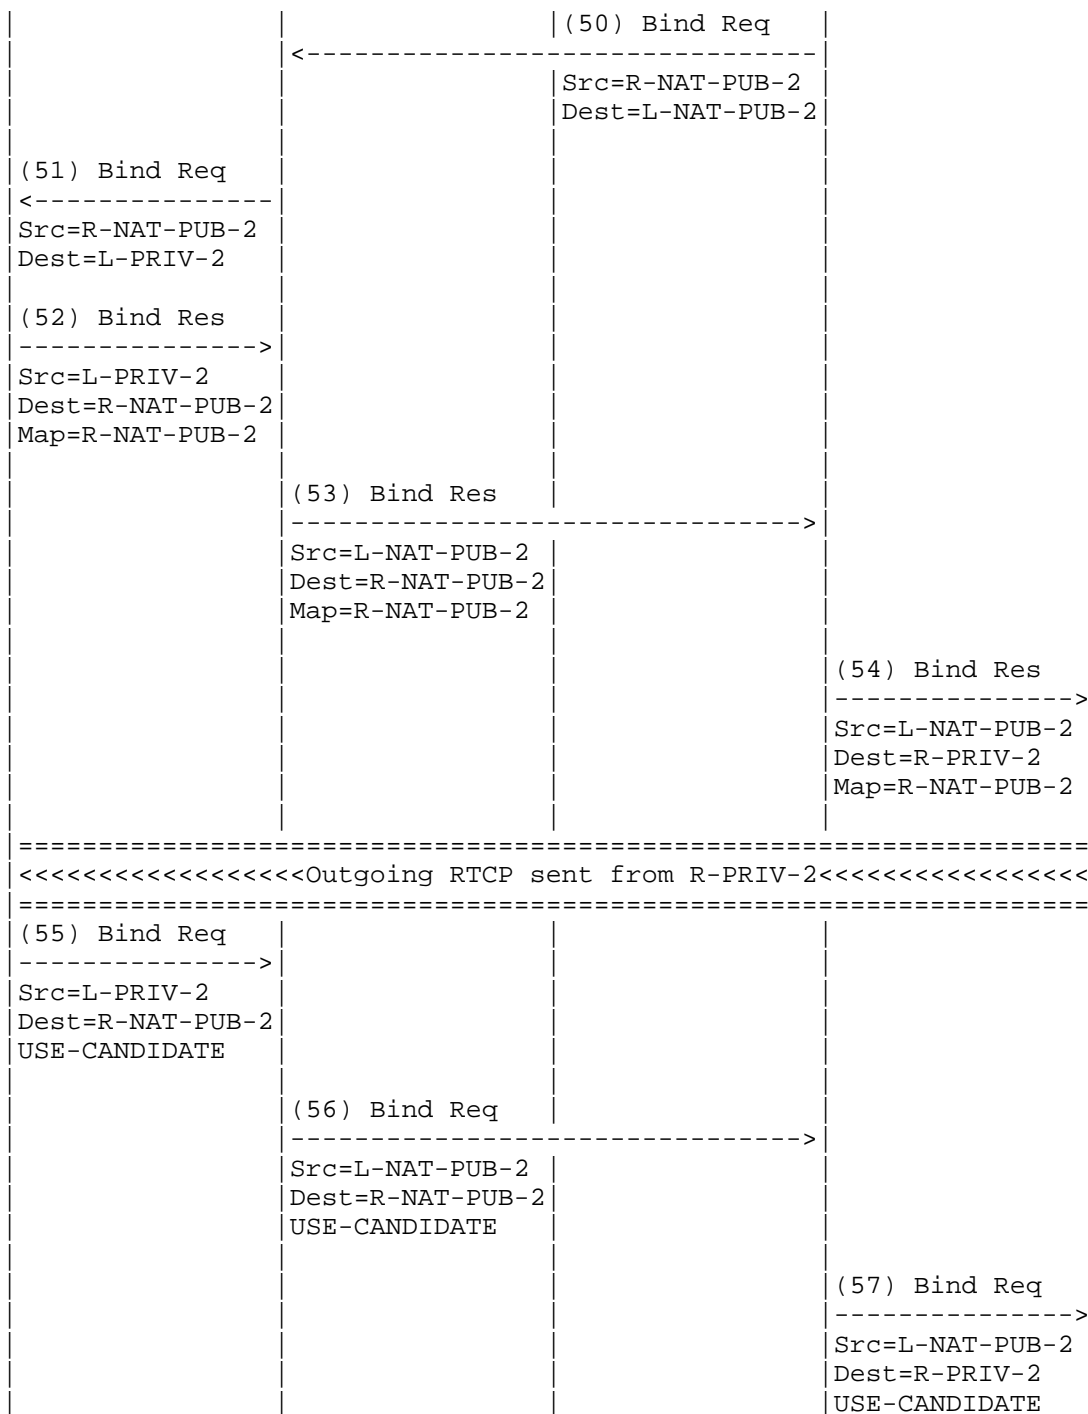 (50) Bind Req
<--------------------------------
Src=R-NAT-PUB-2
Dest=L-NAT-PUB-2
(51) Bind Req
<---------------
Src=R-NAT-PUB-2
Dest=L-PRIV-2
(52) Bind Res
--------------->
Src=L-PRIV-2
Dest=R-NAT-PUB-2
Map=R-NAT-PUB-2
(53) Bind Res
-------------------------------->
Src=L-NAT-PUB-2
Dest=R-NAT-PUB-2
Map=R-NAT-PUB-2
(54) Bind Res
--------------->
Src=L-NAT-PUB-2
Dest=R-PRIV-2
Map=R-NAT-PUB-2
===================================================================
<<<<<<<<<<<<<<<<<<Outgoing RTCP sent from R-PRIV-2<<<<<<<<<<<<<<<<<
===================================================================
(55) Bind Req
--------------->
Src=L-PRIV-2
Dest=R-NAT-PUB-2
USE-CANDIDATE
(56) Bind Req
-------------------------------->
Src=L-NAT-PUB-2
Dest=R-NAT-PUB-2
USE-CANDIDATE
(57) Bind Req
--------------->
Src=L-NAT-PUB-2
Dest=R-PRIV-2
USE-CANDIDATE